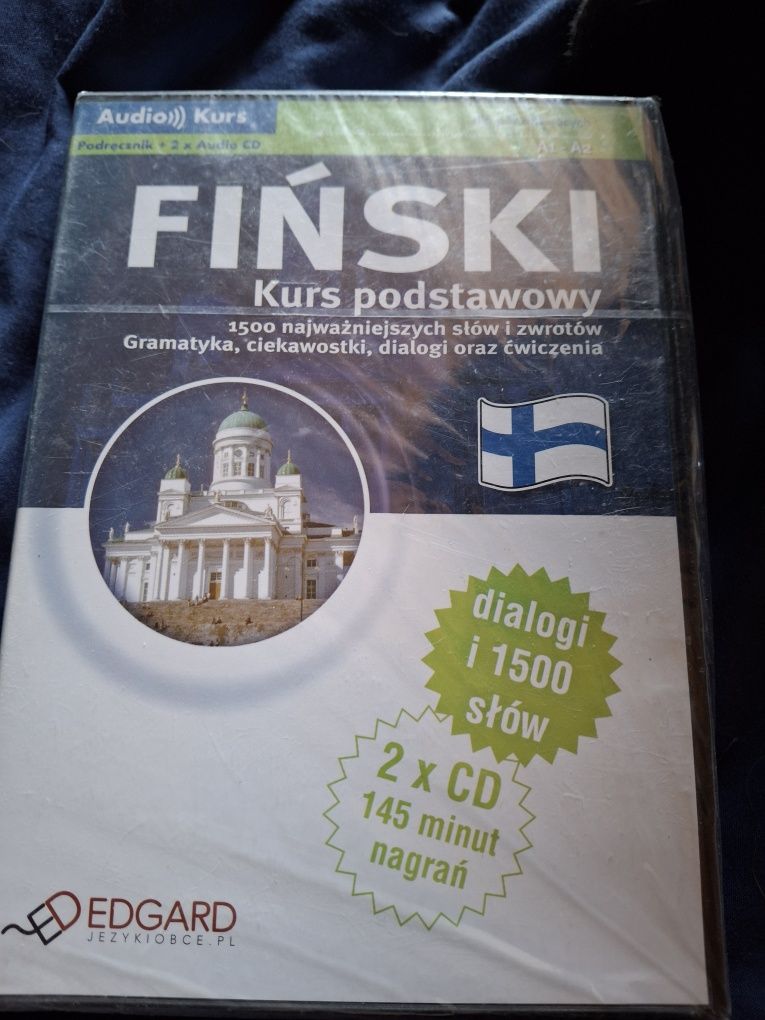 Audio Kurs
Podręcznik + 2 x Audio CD
A1 - A2
FIŃSKI
Kurs podstawowy
1500 najważniejszych słów i zwrotów
Gramatyka, ciekawostki, dialogi oraz ćwiczenia
dialogi
i 1500
słów
2 x CD
145 minut
nagrań
ED EDGARD
JEZYKIOBCE.PL